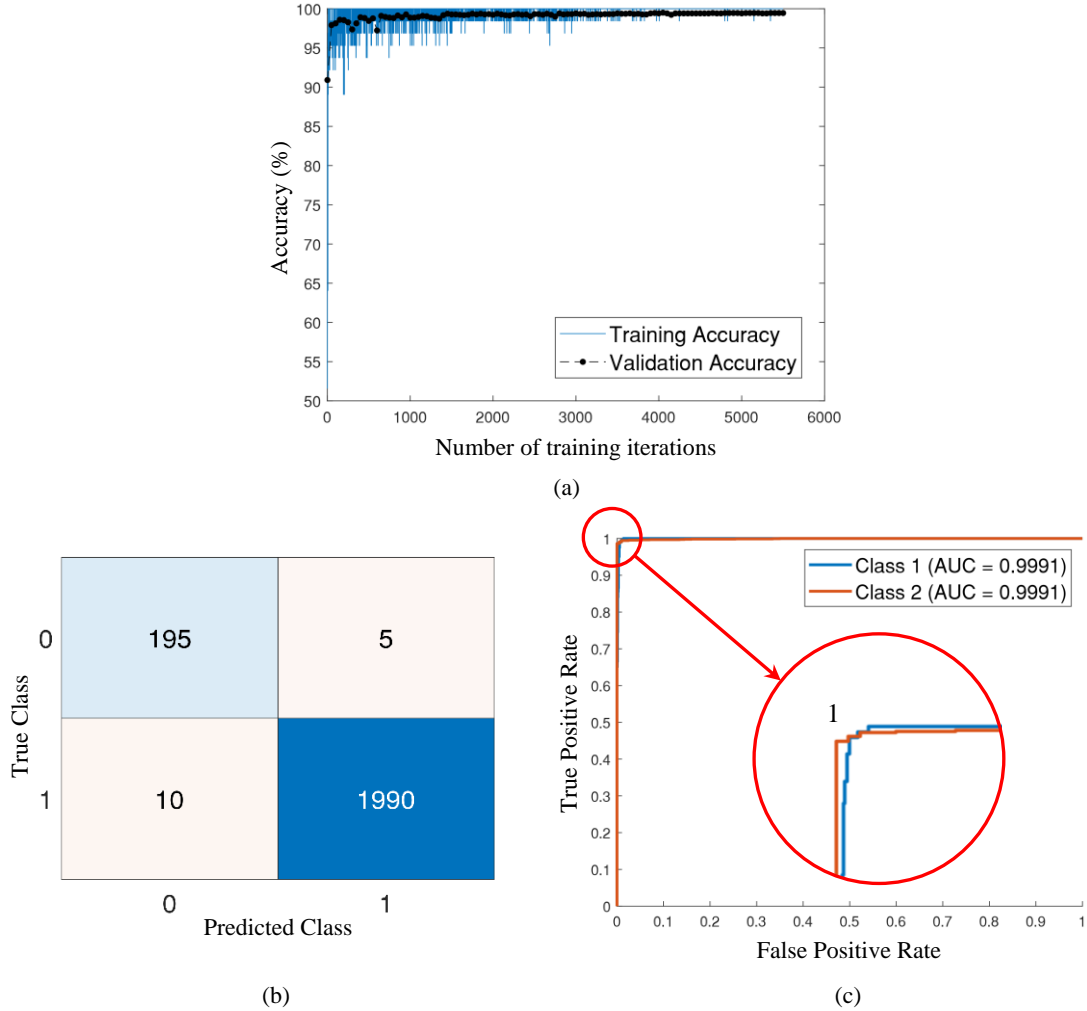 100
95
90
85
80
75
70
65
60
55
50
Accuracy (%)
Training Accuracy
Validation Accuracy
0 1000 2000 3000 4000 5000 6000
Number of training iterations
(a)
True Class
0 195 5
1 10 1990
0 1
Predicted Class
(b)
True Positive Rate
1
0.9
0.8
0.7
0.6
0.5
0.4
0.3
0.2
0.1
0
Class 1 (AUC = 0.9991)
Class 2 (AUC = 0.9991)
1
0 0.1 0.2 0.3 0.4 0.5 0.6 0.7 0.8 0.9 1
False Positive Rate
(c)